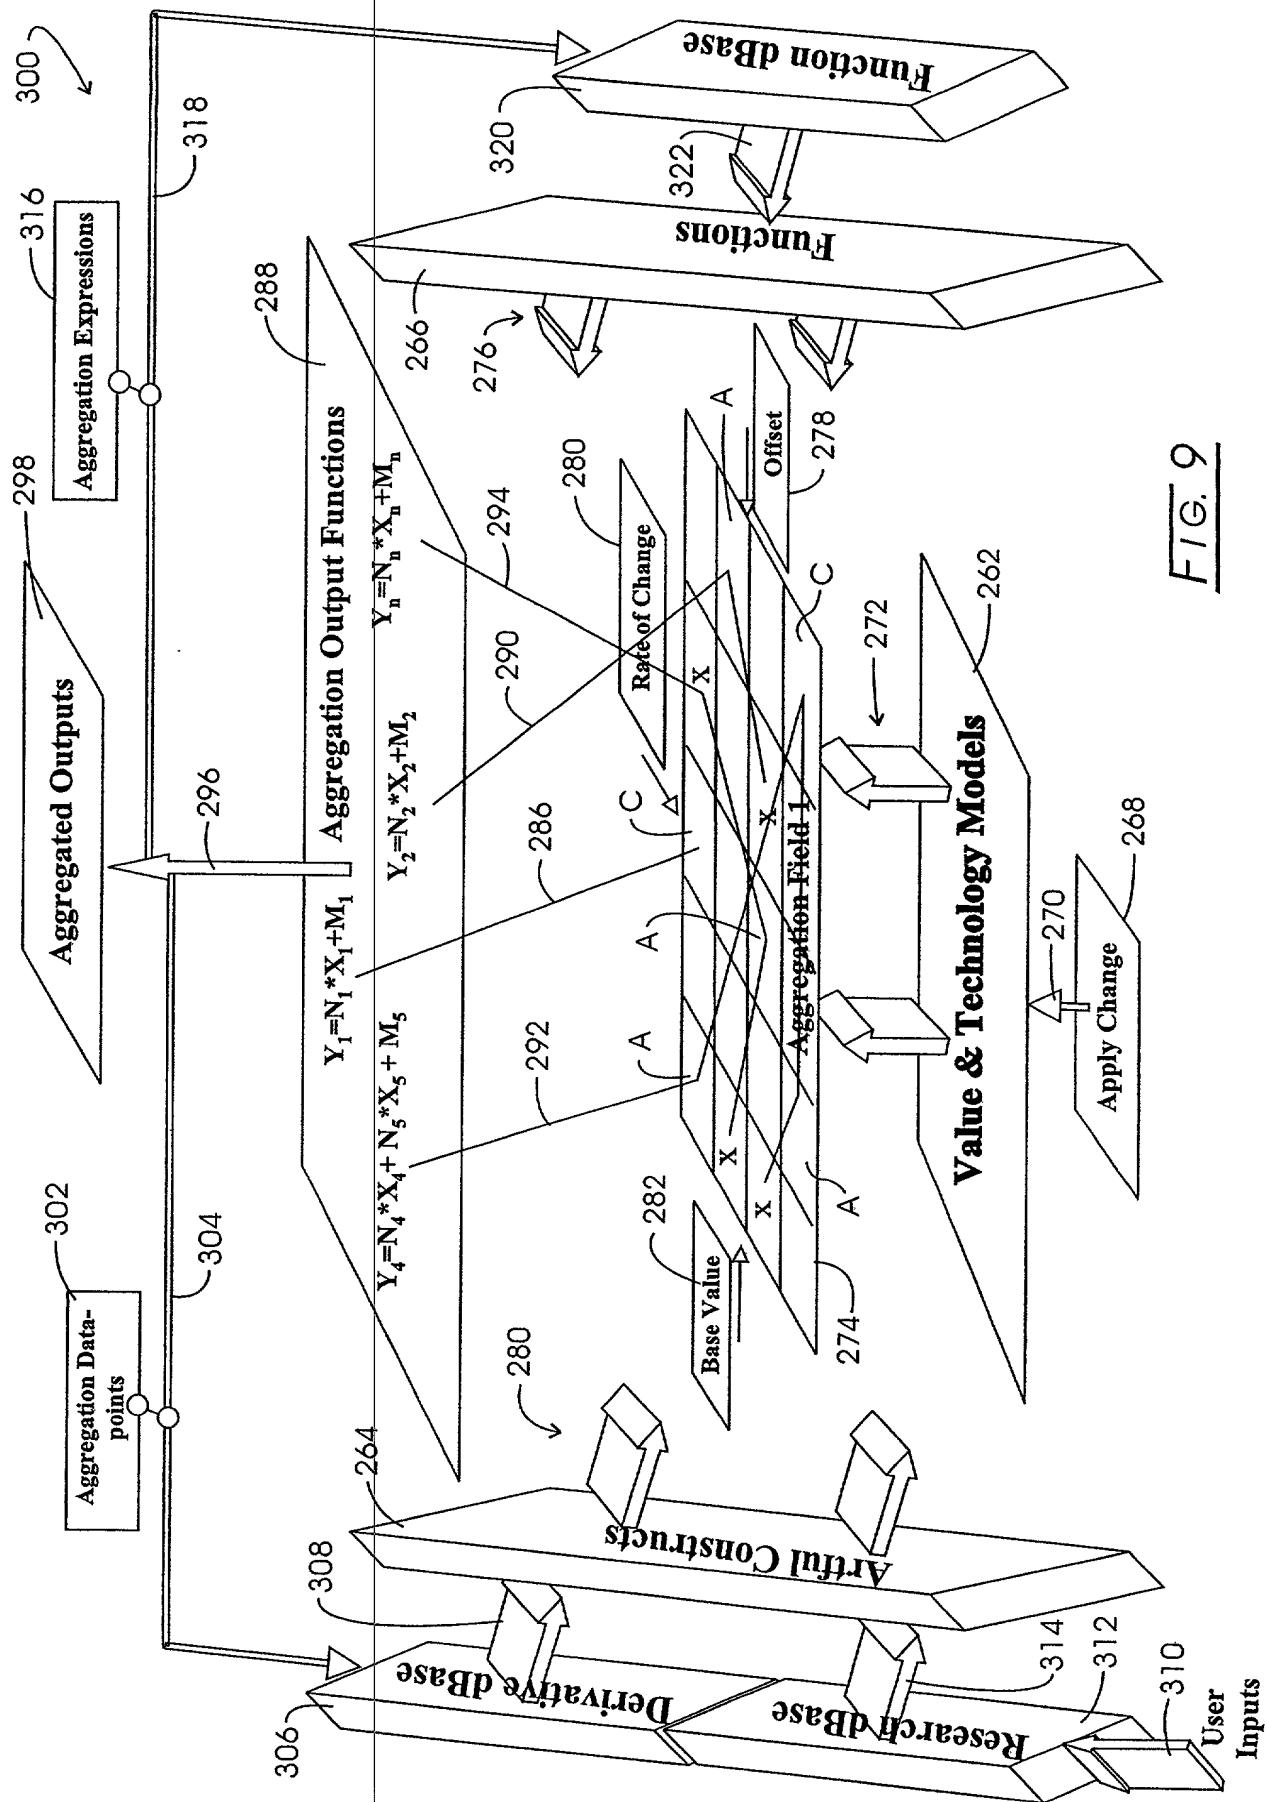 300
298
Aggregated Outputs
316
Aggregation Expressions
318
302
Aggregation Data-
points
304
296
288
Aggregation Output Functions
Y1=N1*X1+M1
Y4=N4*X4+ N5*X5 + M5
Y2=N2*X2+M2
Yn=Nn*Xn+Mn
292
286
290
294
280
Rate of Change
282
Base Value
278
Offset
A
A
A
A
C
C
X
X
X
X
Aggregation Field 1
274
272
262
Value & Technology Models
270
268
Apply Change
280
264
Artful Constructs
308
306
Derivative dBase
Research dBase
314
312
310
User
Inputs
276
266
Functions
322
320
Function dBase
FIG. 9